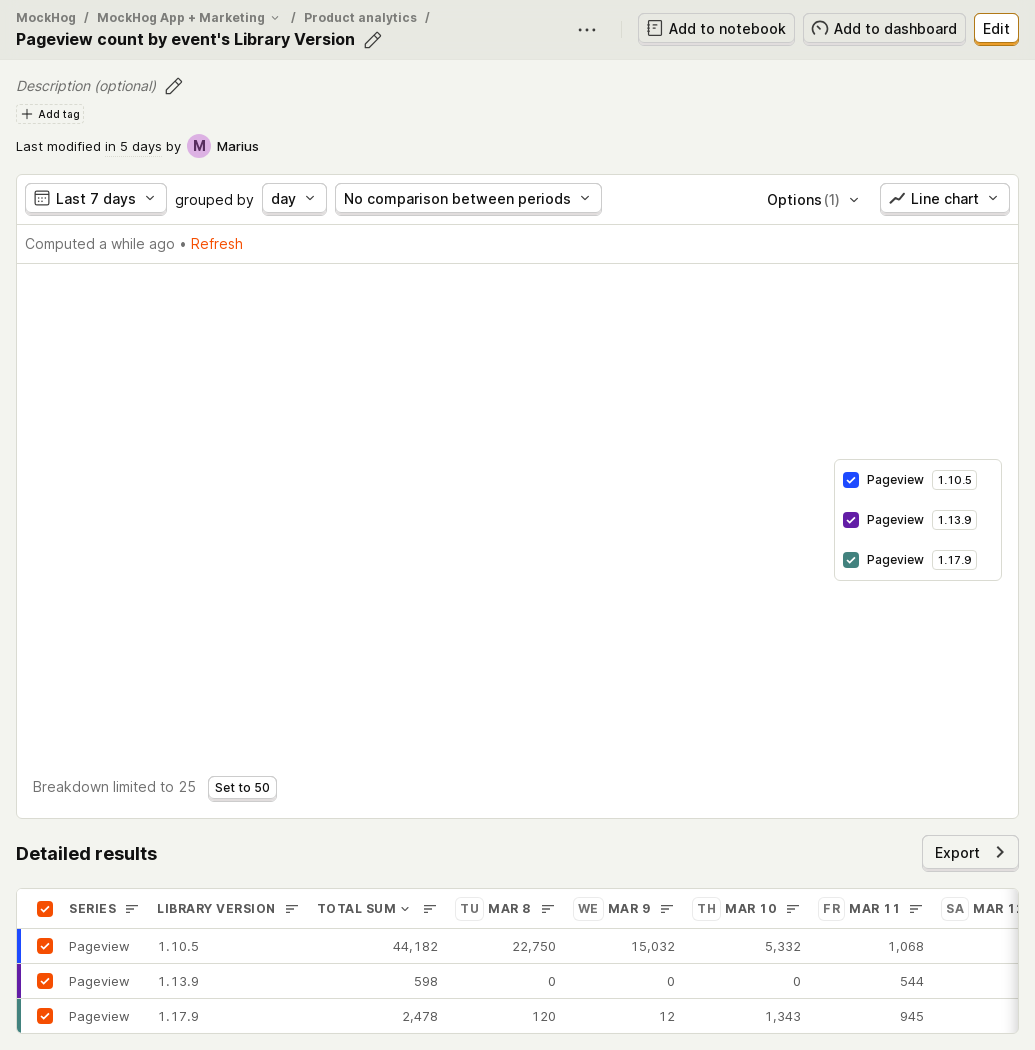 MockHog / MockHog App + Marketing / Product analytics /
Pageview count by event's Library Version
Add to notebook
Add to dashboard
Edit
Description (optional)
Add tag
Last modified in 5 days by M Marius
Last 7 days grouped by day No comparison between periods Options (1) Line chart
Computed a while ago • Refresh
Pageview 1.10.5
Pageview 1.13.9
Pageview 1.17.9
Breakdown limited to 25 Set to 50
Detailed results
Export
SERIES LIBRARY VERSION TOTAL SUM TU MAR 8 WE MAR 9 TH MAR 10 FR MAR 11 SA MAR 12
Pageview 1.10.5 44,182 22,750 15,032 5,332 1,068
Pageview 1.13.9 598 0 0 0 544
Pageview 1.17.9 2,478 120 12 1,343 945